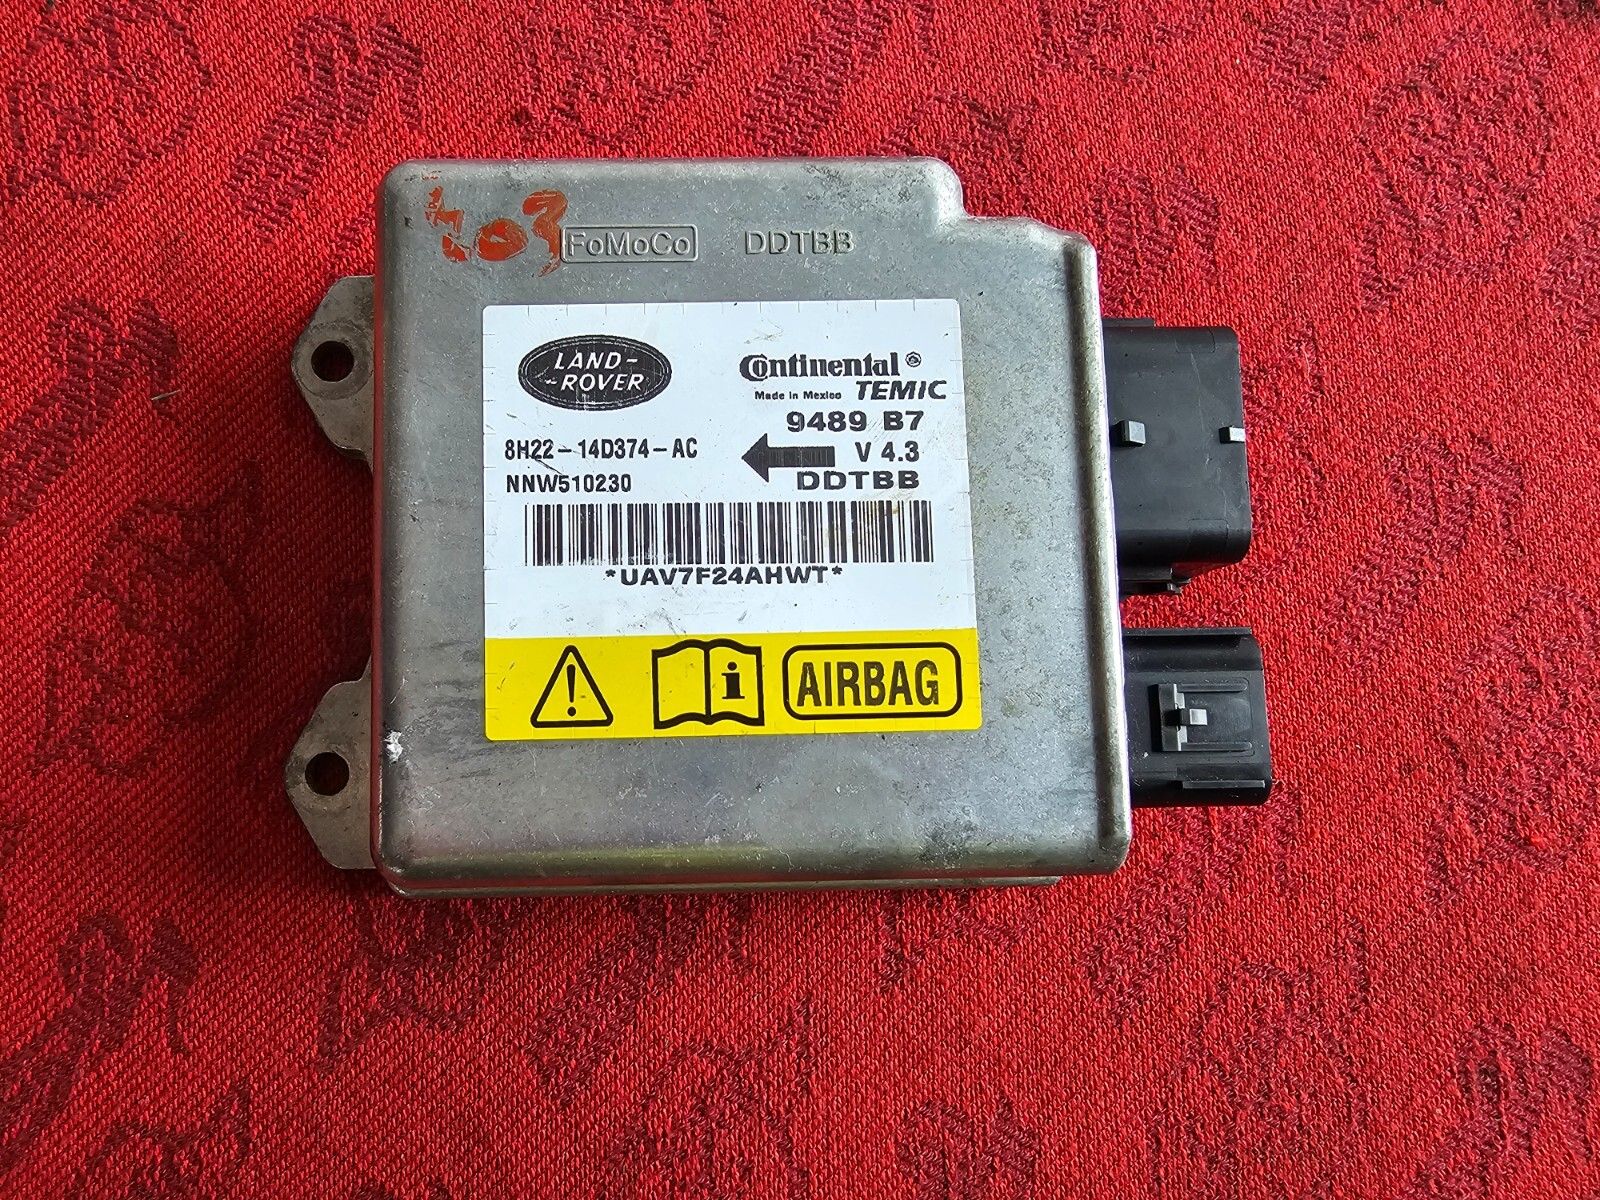 403
FoMoCo DDTBB
LAND-
-ROVER
Continental
Made in Mexico TEMIC
9489 B7
8H22-14D374-AC V 4.3
NNW510230 DDTBB
*UAV7F24AHWT*
i AIRBAG